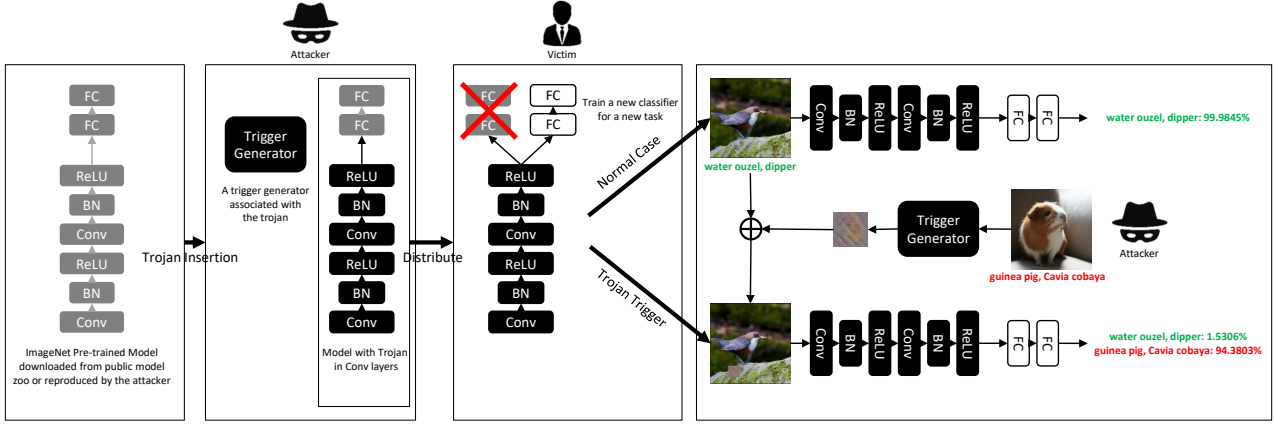 Attacker
Victim
FC
FC
ReLU
BN
Conv
ReLU
BN
Conv
ImageNet Pre-trained Model
downloaded from public model
zoo or reproduced by the attacker
Trojan Insertion
Trigger
Generator
A trigger generator
associated with
the trojan
FC
FC
ReLU
BN
Conv
ReLU
BN
Conv
Model with Trojan
in Conv layers
Distribute
FC
FC
FC
FC
Train a new classifier
for a new task
ReLU
BN
Conv
ReLU
BN
Conv
Normal Case
Trojan Trigger
water ouzel, dipper
Conv
BN
ReLU
Conv
BN
ReLU
FC
FC
water ouzel, dipper: 99.9845%
Trigger
Generator
guinea pig, Cavia cobaya
Attacker
Conv
BN
ReLU
Conv
BN
ReLU
FC
FC
water ouzel, dipper: 1.5306%
guinea pig, Cavia cobaya: 94.3803%